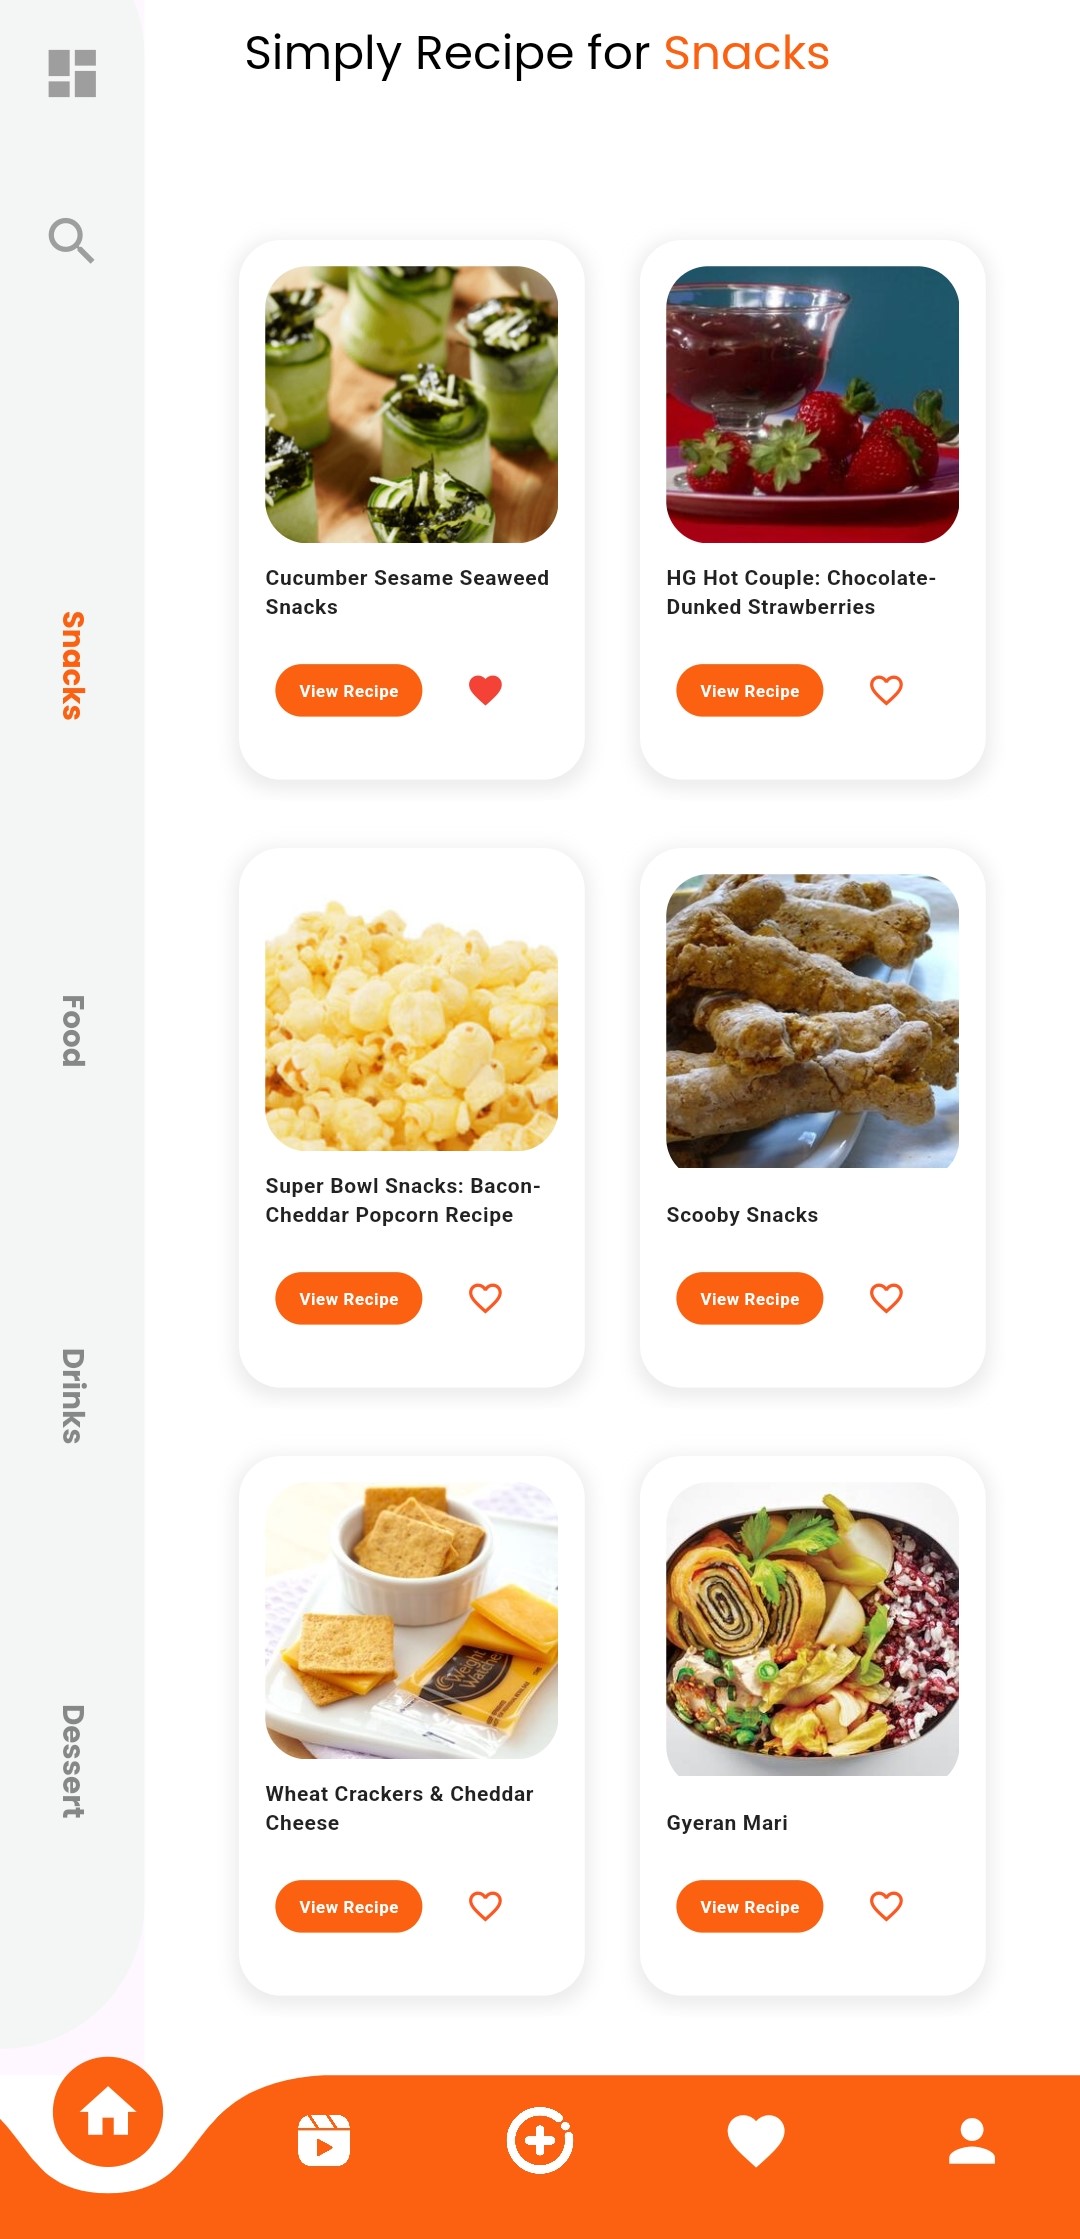 Simply Recipe for Snacks
Snacks
Food
Drinks
Dessert
Cucumber Sesame Seaweed
Snacks
View Recipe
HG Hot Couple: Chocolate-
Dunked Strawberries
View Recipe
Super Bowl Snacks: Bacon-
Cheddar Popcorn Recipe
View Recipe
Scooby Snacks
View Recipe
Weight
Watchers
Wheat Crackers & Cheddar
Cheese
View Recipe
Gyeran Mari
View Recipe